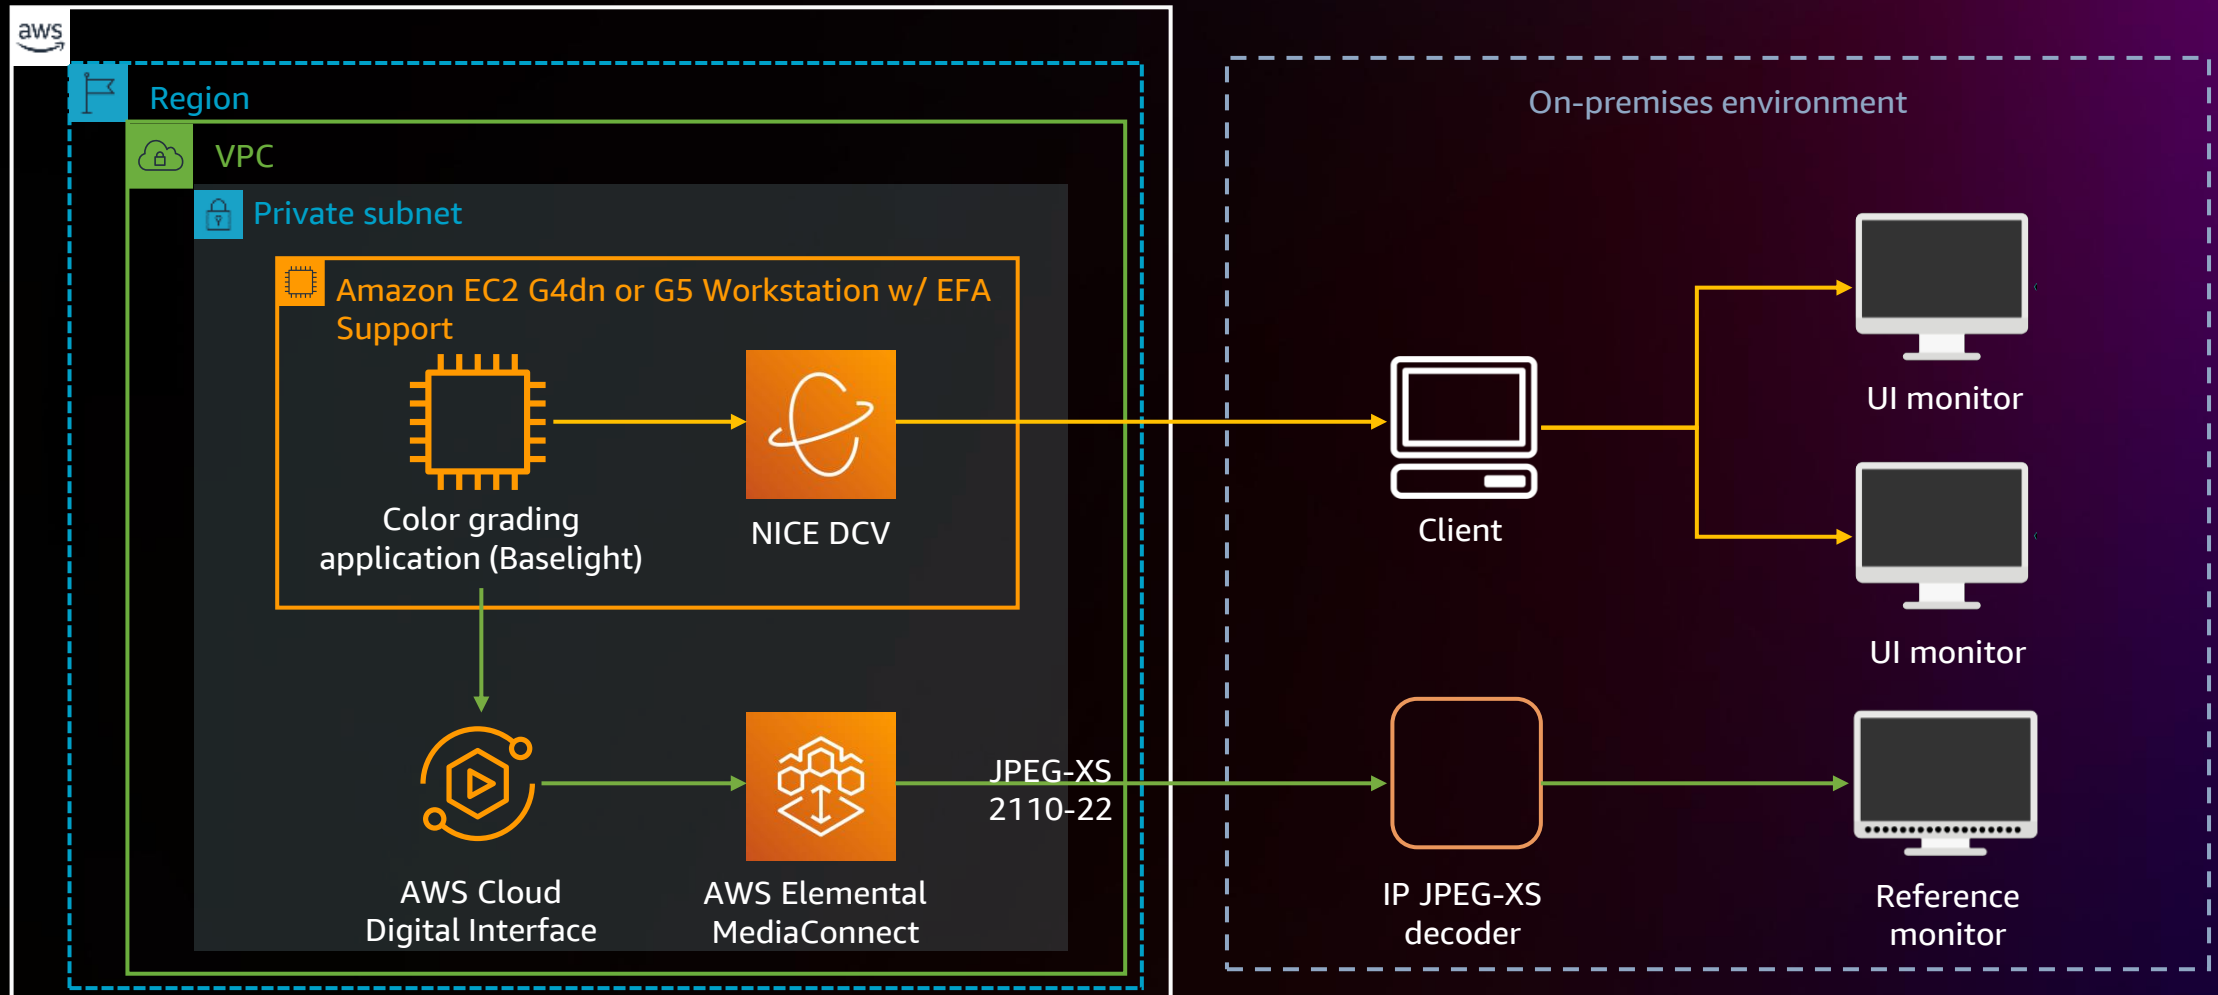 aws
Region
On-premises environment
VPC
Private subnet
Amazon EC2 G4dn or G5 Workstation w/ EFA
Support
Color grading
application (Baselight)
NICE DCV
Client
UI monitor
UI monitor
JPEG-XS
2110-22
AWS Cloud
Digital Interface
AWS Elemental
MediaConnect
IP JPEG-XS
decoder
Reference
monitor